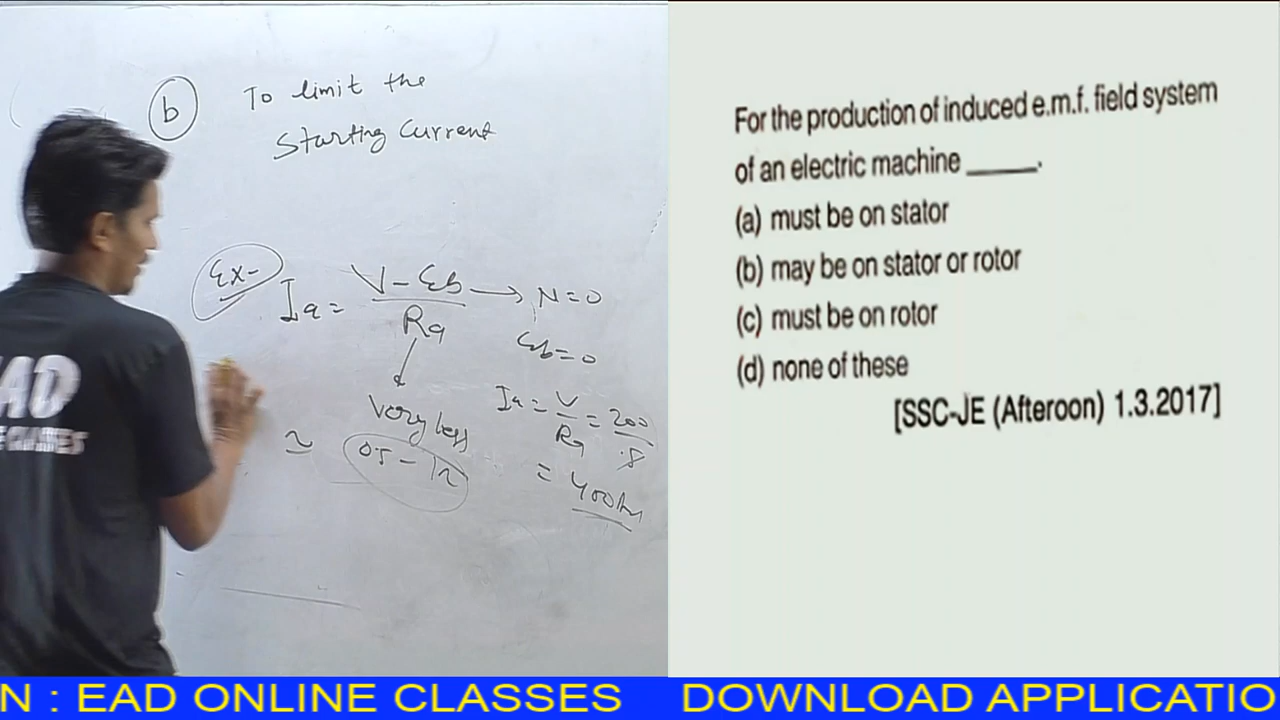 b To limit the
Starting Current
Ex-
Ia = V - Eb / Ra → N = 0
Eb = 0
Very less
Ia = V / Ra = 200 / .5
≃ 0.5 - 1Ω
=
AD
CLASSES
For the production of induced e.m.f. field system
of an electric machine _____.
(a) must be on stator
(b) may be on stator or rotor
(c) must be on rotor
(d) none of these
[SSC-JE (Afteroon) 1.3.2017]
N : EAD ONLINE CLASSES DOWNLOAD APPLICATIO